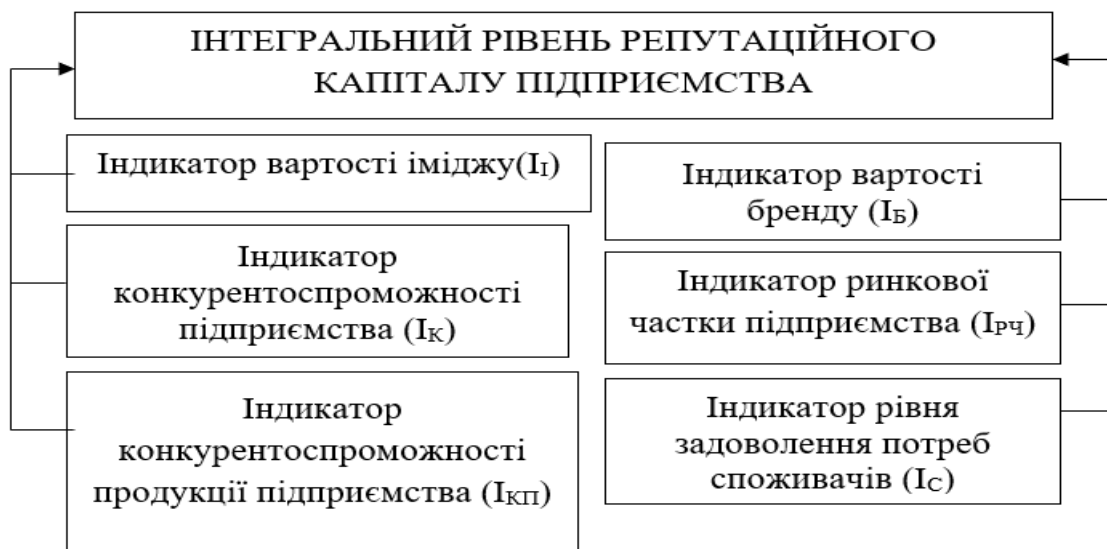 ІНТЕГРАЛЬНИЙ РІВЕНЬ РЕПУТАЦІЙНОГО
КАПІТАЛУ ПІДПРИЄМСТВА
Індикатор вартості іміджу(ІІ)
Індикатор
конкурентоспроможності
підприємства (ІК)
Індикатор
конкурентоспроможності
продукції підприємства (ІКП)
Індикатор вартості
бренду (ІБ)
Індикатор ринкової
частки підприємства (ІРЧ)
Індикатор рівня
задоволення потреб
споживачів (ІС)